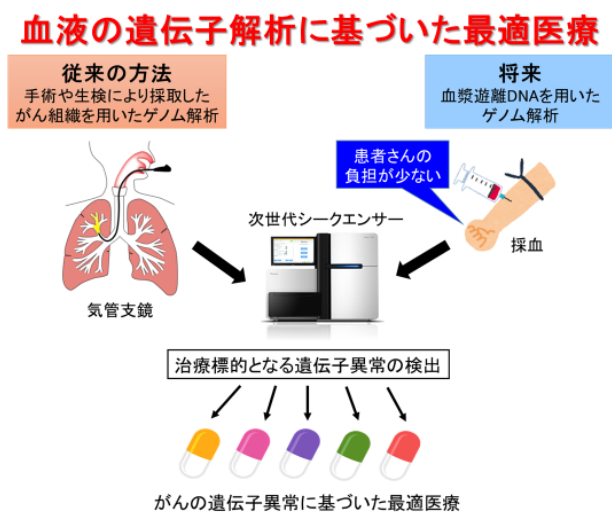 血液の遺伝子解析に基づいた最適医療
従来の方法
手術や生検により採取した
がん組織を用いたゲノム解析
将来
血漿遊離DNAを用いた
ゲノム解析
患者さんの
負担が少ない
次世代シークエンサー
採血
気管支鏡
治療標的となる遺伝子異常の検出
がんの遺伝子異常に基づいた最適医療